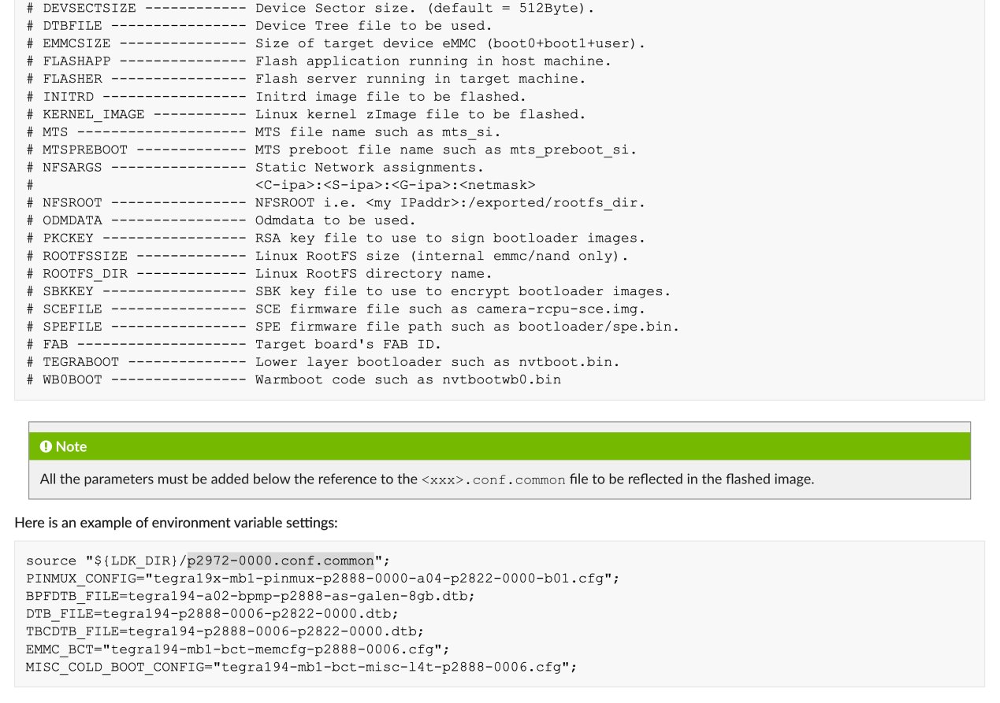 # DEVSECTSIZE ------------ Device Sector size. (default = 512Byte).
# DTBFILE ---------------- Device Tree file to be used.
# EMMCSIZE --------------- Size of target device eMMC (boot0+boot1+user).
# FLASHAPP --------------- Flash application running in host machine.
# FLASHER ---------------- Flash server running in target machine.
# INITRD ----------------- Initrd image file to be flashed.
# KERNEL_IMAGE ----------- Linux kernel zImage file to be flashed.
# MTS -------------------- MTS file name such as mts_si.
# MTSPREBOOT ------------- MTS preboot file name such as mts_preboot_si.
# NFSARGS ---------------- Static Network assignments.
#                          <C-ipa>:<S-ipa>:<G-ipa>:<netmask>
# NFSROOT ---------------- NFSROOT i.e. <my IPaddr>:/exported/rootfs_dir.
# ODMDATA ---------------- Odmdata to be used.
# PKCKEY ----------------- RSA key file to use to sign bootloader images.
# ROOTFSSIZE ------------- Linux RootFS size (internal emmc/nand only).
# ROOTFS_DIR ------------- Linux RootFS directory name.
# SBKKEY ----------------- SBK key file to use to encrypt bootloader images.
# SCEFILE ---------------- SCE firmware file such as camera-rcpu-sce.img.
# SPEFILE ---------------- SPE firmware file path such as bootloader/spe.bin.
# FAB -------------------- Target board's FAB ID.
# TEGRABOOT -------------- Lower layer bootloader such as nvtboot.bin.
# WB0BOOT ---------------- Warmboot code such as nvtbootwb0.bin
Note
All the parameters must be added below the reference to the <xxx>.conf.common file to be reflected in the flashed image.
Here is an example of environment variable settings:
source "${LDK_DIR}/p2972-0000.conf.common";
PINMUX_CONFIG="tegra19x-mb1-pinmux-p2888-0000-a04-p2822-0000-b01.cfg";
BPFDTB_FILE=tegra194-a02-bpmp-p2888-as-galen-8gb.dtb;
DTB_FILE=tegra194-p2888-0006-p2822-0000.dtb;
TBCDTB_FILE=tegra194-p2888-0006-p2822-0000.dtb;
EMMC_BCT="tegra194-mb1-bct-memcfg-p2888-0006.cfg";
MISC_COLD_BOOT_CONFIG="tegra194-mb1-bct-misc-l4t-p2888-0006.cfg";